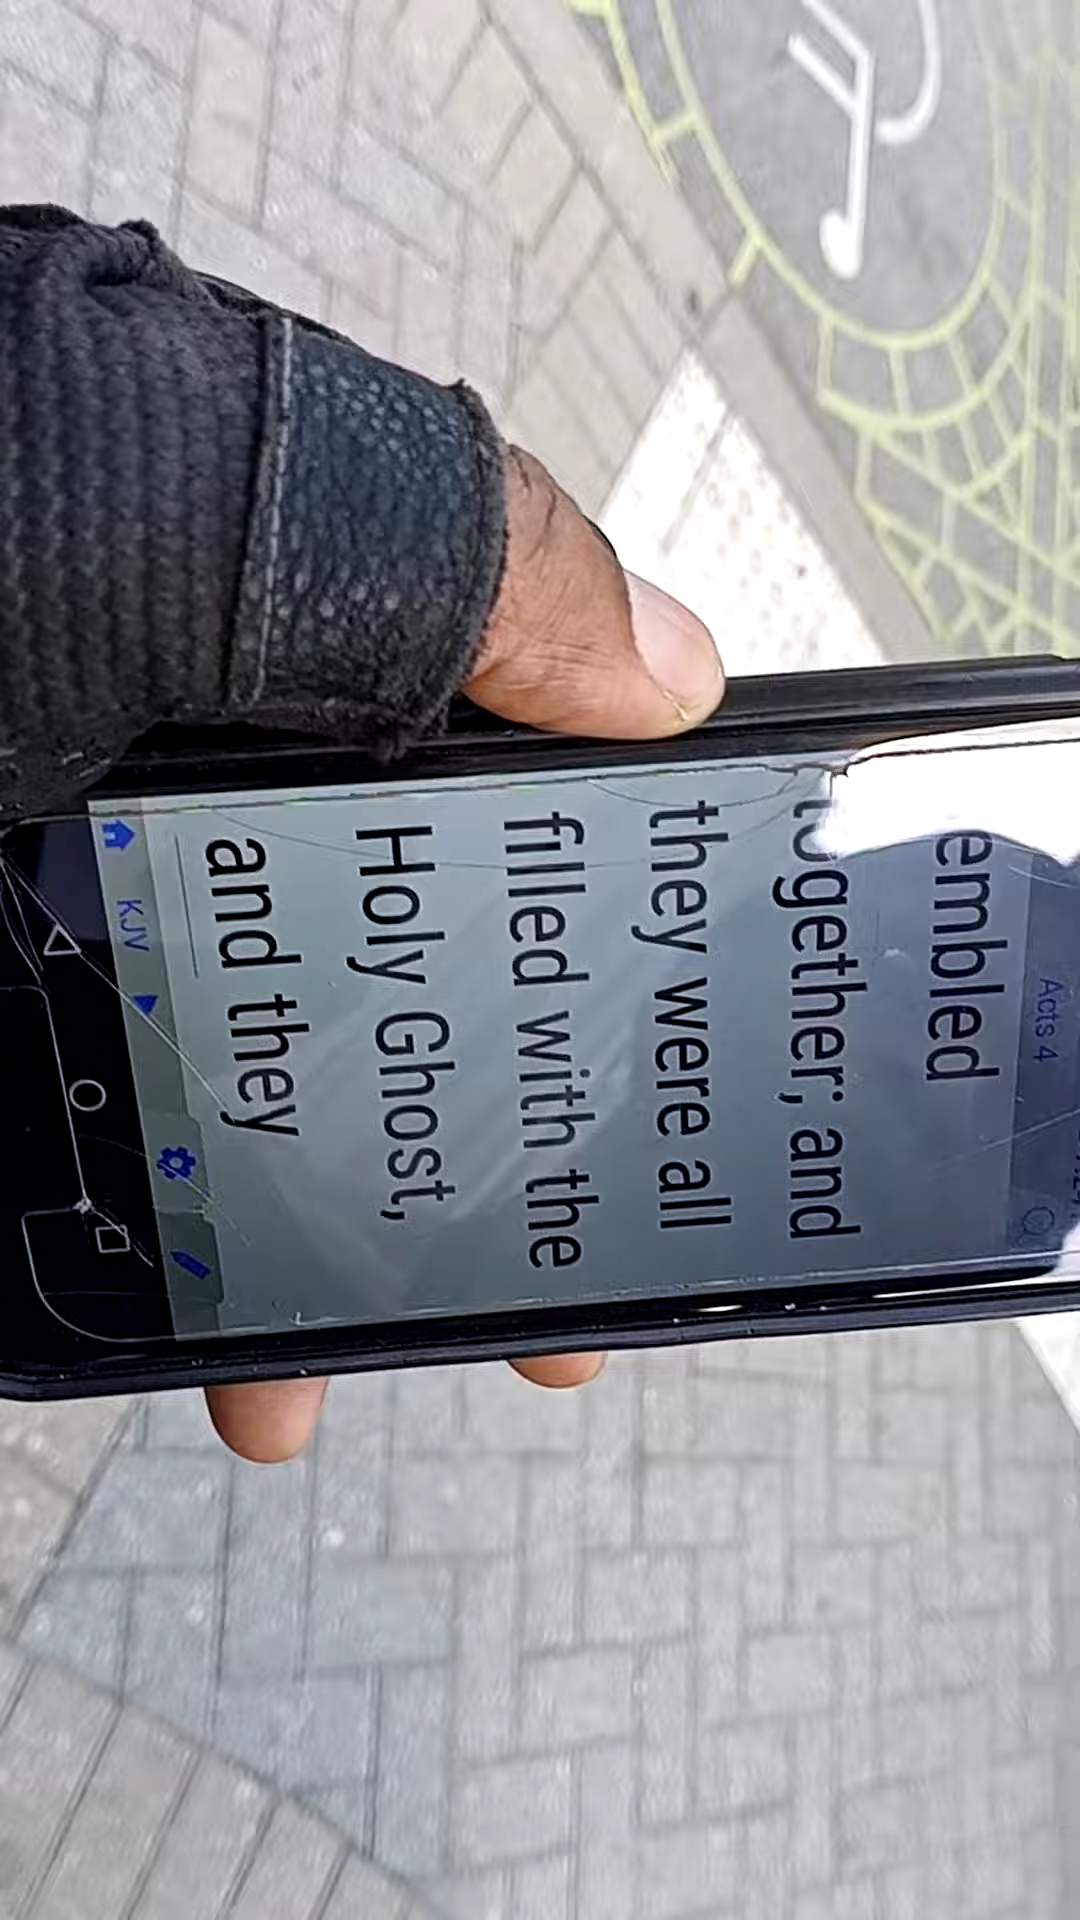 Acts 4
embled
together; and
they were all
filled with the
Holy Ghost,
and they
KJV